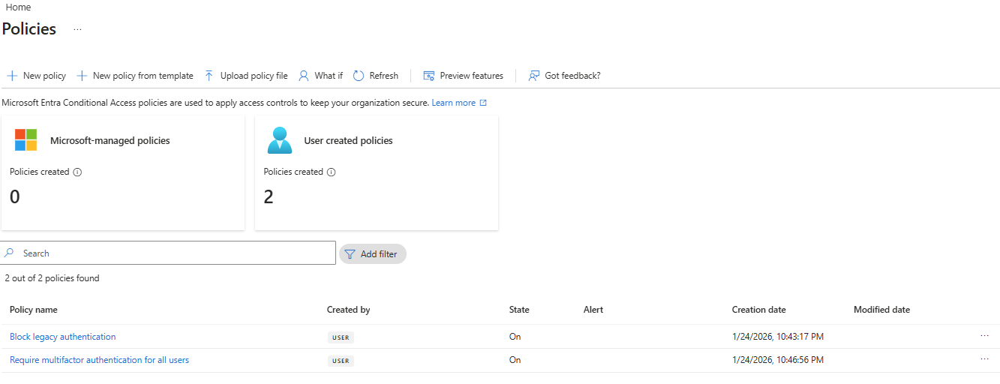 Home
Policies ...
New policy New policy from template Upload policy file What if Refresh Preview features Got feedback?
Microsoft Entra Conditional Access policies are used to apply access controls to keep your organization secure. Learn more
Microsoft-managed policies User created policies
Policies created Policies created
0 2
Search Add filter
2 out of 2 policies found
Policy name Created by State Alert Creation date Modified date
Block legacy authentication USER On 1/24/2026, 10:43:17 PM ...
Require multifactor authentication for all users USER On 1/24/2026, 10:46:56 PM ...